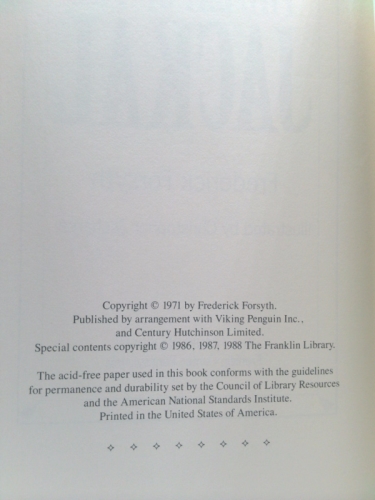 Copyright © 1971 by Frederick Forsyth.
Published by arrangement with Viking Penguin Inc.,
and Century Hutchinson Limited.
Special contents copyright © 1986, 1987, 1988 The Franklin Library.
The acid-free paper used in this book conforms with the guidelines
for permanence and durability set by the Council of Library Resources
and the American National Standards Institute.
Printed in the United States of America.